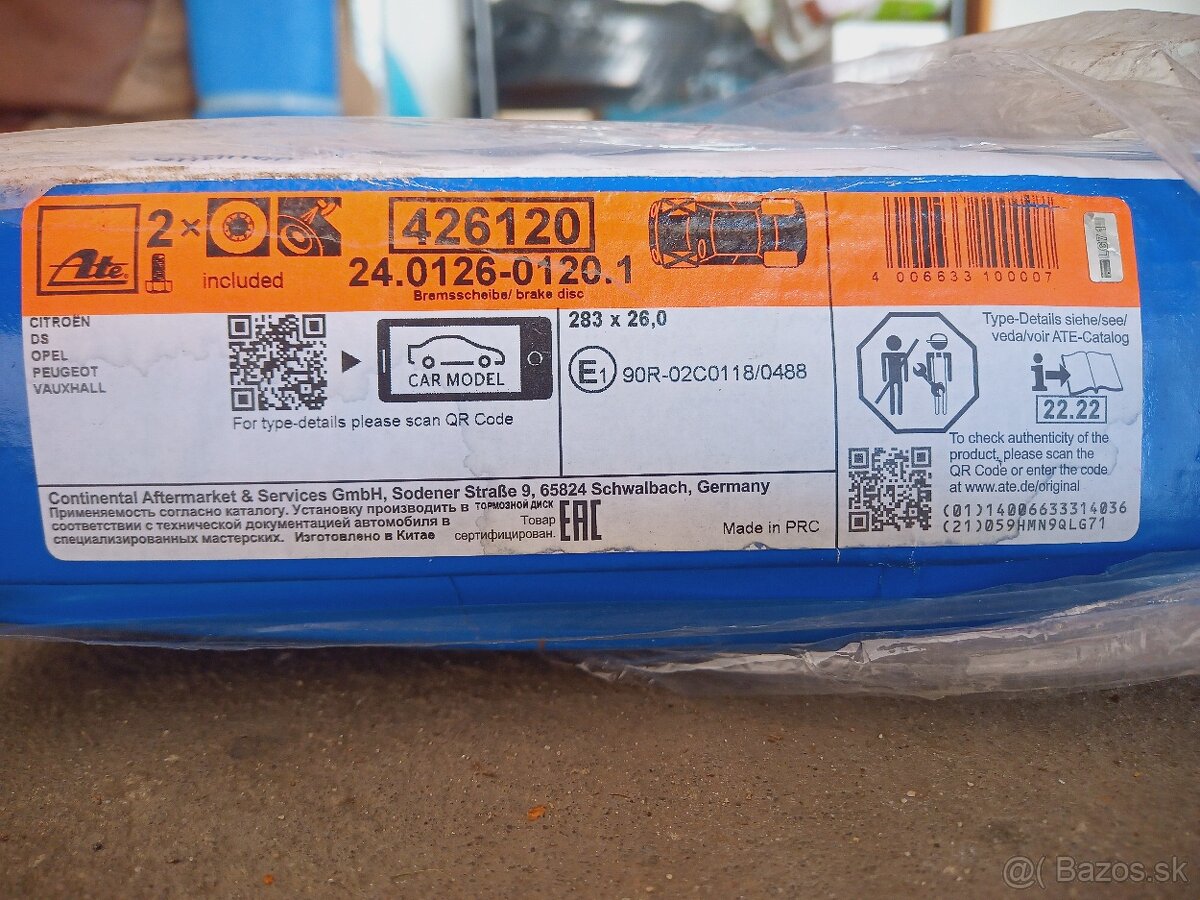 Ate®
2x
included
426120
24.0126-0120.1
Bremsscheibe/ brake disc
4 006633 100007
CITROËN
DS
OPEL
PEUGEOT
VAUXHALL
CAR MODEL
For type-details please scan QR Code
283 x 26,0
E1 90R-02C0118/0488
Type-Details siehe/see/
veda/voir ATE-Catalog
22.22
To check authenticity of the
product, please scan the
QR Code or enter the code
at www.ate.de/original
(01)14006633314036
(21)059HMN9QLG71
Continental Aftermarket & Services GmbH, Sodener Straße 9, 65824 Schwalbach, Germany
Применяемость согласно каталогу. Установку производить в
соответствии с технической документацией автомобиля в
специализированных мастерских. Изготовлено в Китае
ТОРМОЗНОЙ ДИСК
Товар
сертифицирован.
EAC
Made in PRC
@( Bazos.sk